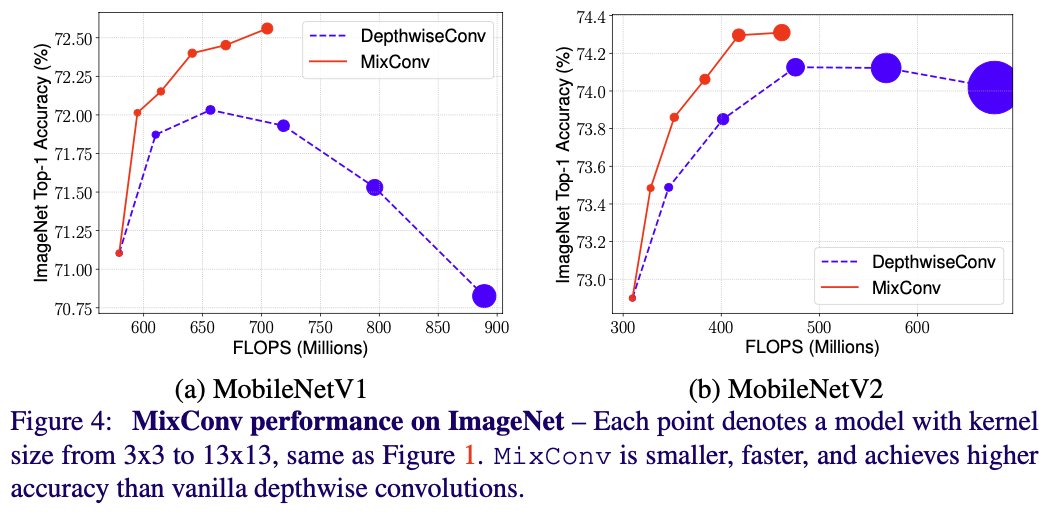 72.50
72.25
72.00
71.75
71.50
71.25
71.00
70.75
ImageNet Top-1 Accuracy (%)
DepthwiseConv
MixConv
600 650 700 750 800 850 900
FLOPS (Millions)
(a) MobileNetV1
74.4
74.2
74.0
73.8
73.6
73.4
73.2
73.0
ImageNet Top-1 Accuracy (%)
DepthwiseConv
MixConv
300 400 500 600
FLOPS (Millions)
(b) MobileNetV2
Figure 4: MixConv performance on ImageNet – Each point denotes a model with kernel
size from 3x3 to 13x13, same as Figure 1. MixConv is smaller, faster, and achieves higher
accuracy than vanilla depthwise convolutions.